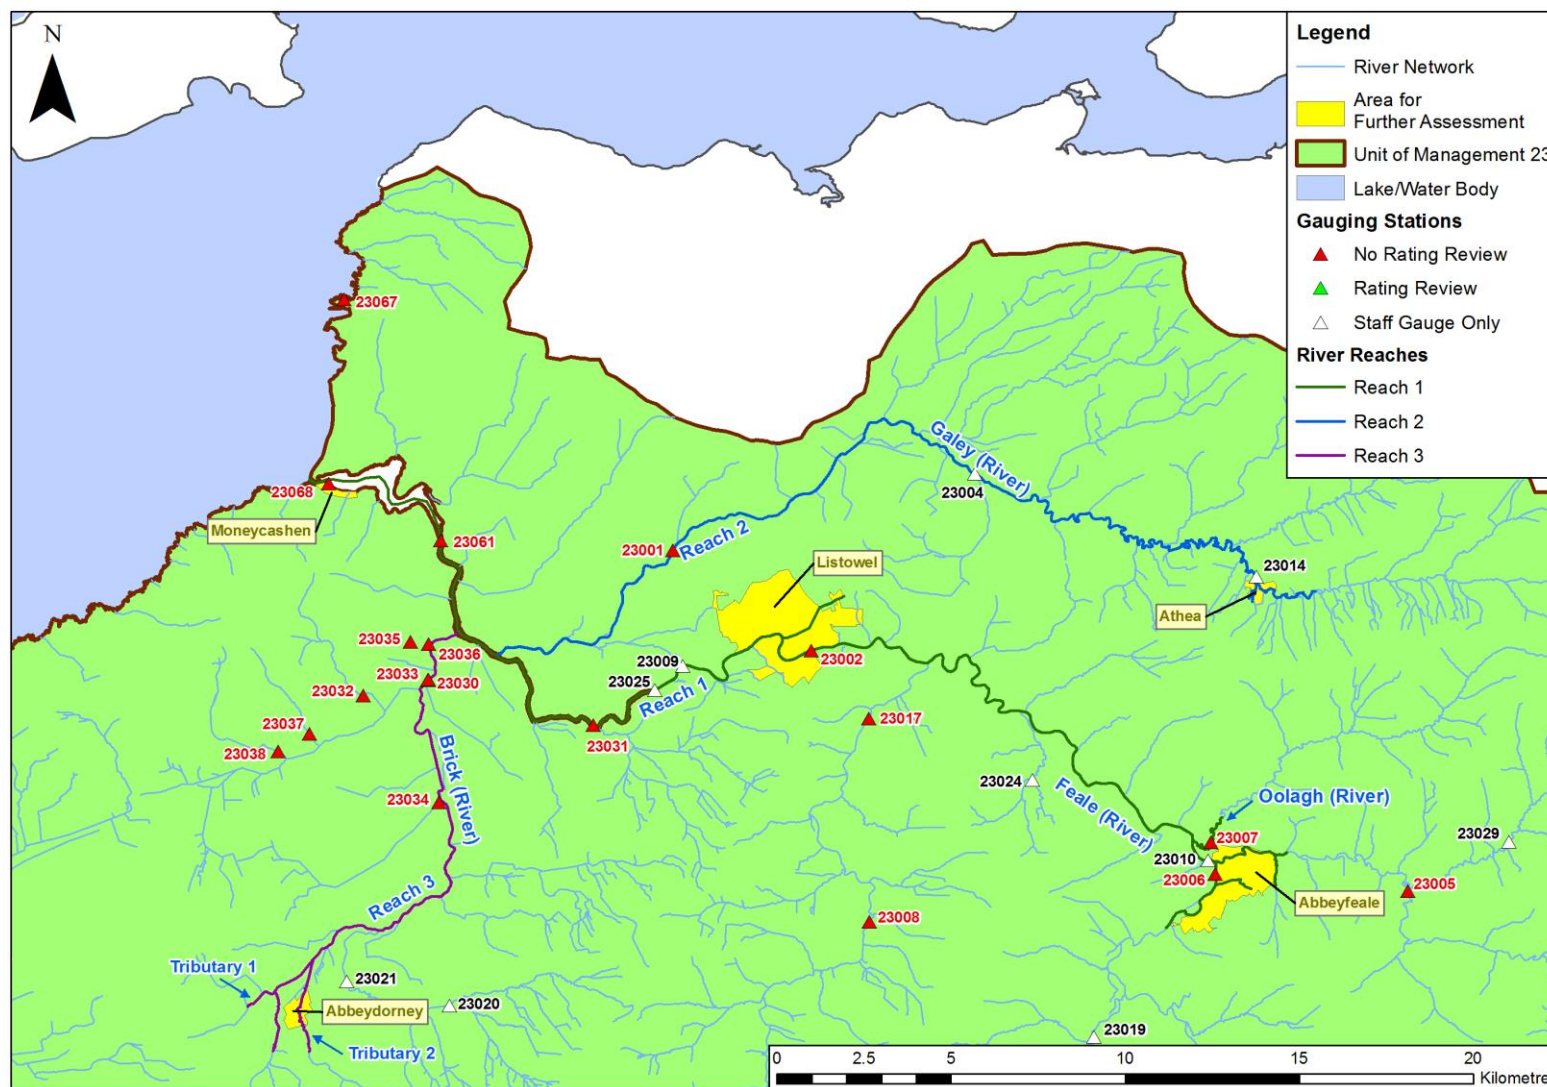 N
Legend
River Network
Area for
Further Assessment
Unit of Management 23
Lake/Water Body
Gauging Stations
No Rating Review
Rating Review
Staff Gauge Only
River Reaches
Reach 1
Reach 2
Reach 3
23067
Galey (River)
23004
23068
Moneycashen
23061
23001
Reach 2
Listowel
23014
Athea
23035
23036
23009
23002
23033
23030
23025
Reach 1
23032
23037
23038
23031
23017
Brick (River)
23034
23024
Feale (River)
Oolagh (River)
23007
23029
23010
23006
23005
Abbeyfeale
Reach 3
23008
Tributary 1
23021
23020
Abbeydorney
Tributary 2
23019
0 2.5 5 10 15 20
Kilometre